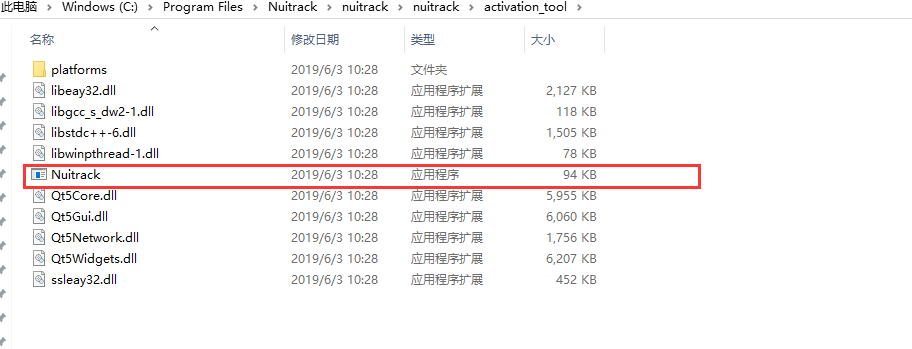 此电脑 > Windows (C:) > Program Files > Nuitrack > nuitrack > nuitrack > activation_tool >
名称 修改日期 类型 大小
platforms 2019/6/3 10:28 文件夹
libeay32.dll 2019/6/3 10:28 应用程序扩展 2,127 KB
libgcc_s_dw2-1.dll 2019/6/3 10:28 应用程序扩展 118 KB
libstdc++-6.dll 2019/6/3 10:28 应用程序扩展 1,505 KB
libwinpthread-1.dll 2019/6/3 10:28 应用程序扩展 78 KB
Nuitrack 2019/6/3 10:28 应用程序 94 KB
Qt5Core.dll 2019/6/3 10:28 应用程序扩展 5,955 KB
Qt5Gui.dll 2019/6/3 10:28 应用程序扩展 6,060 KB
Qt5Network.dll 2019/6/3 10:28 应用程序扩展 1,756 KB
Qt5Widgets.dll 2019/6/3 10:28 应用程序扩展 6,207 KB
ssleay32.dll 2019/6/3 10:28 应用程序扩展 452 KB